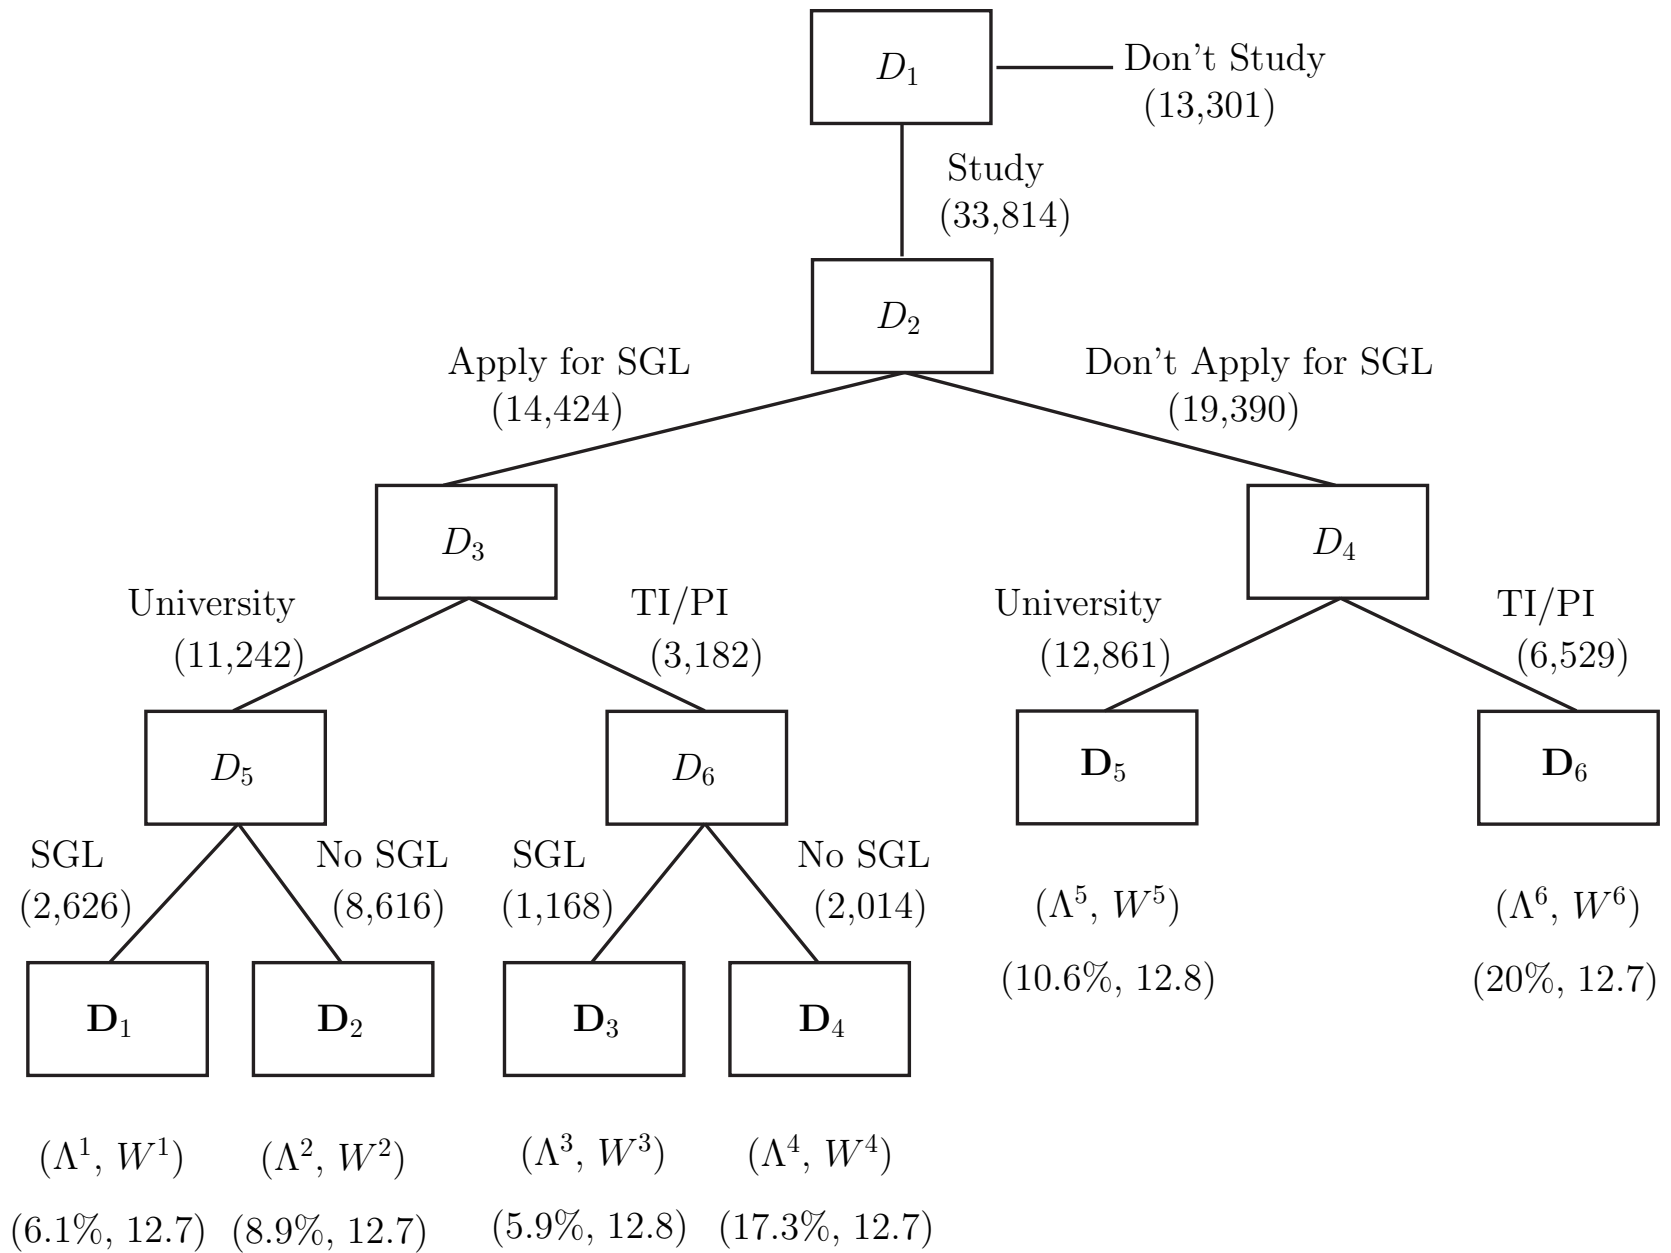 D₁
Don't Study
(13,301)
Study
(33,814)
D₂
Apply for SGL
(14,424)
Don't Apply for SGL
(19,390)
D₃
D₄
University
(11,242)
TI/PI
(3,182)
University
(12,861)
TI/PI
(6,529)
D₅
D₆
𝐃₅
𝐃₆
SGL
(2,626)
No SGL
(8,616)
SGL
(1,168)
No SGL
(2,014)
(Λ⁵, W⁵)
(10.6%, 12.8)
(Λ⁶, W⁶)
(20%, 12.7)
𝐃₁
𝐃₂
𝐃₃
𝐃₄
(Λ¹, W¹)
(6.1%, 12.7)
(Λ², W²)
(8.9%, 12.7)
(Λ³, W³)
(5.9%, 12.8)
(Λ⁴, W⁴)
(17.3%, 12.7)